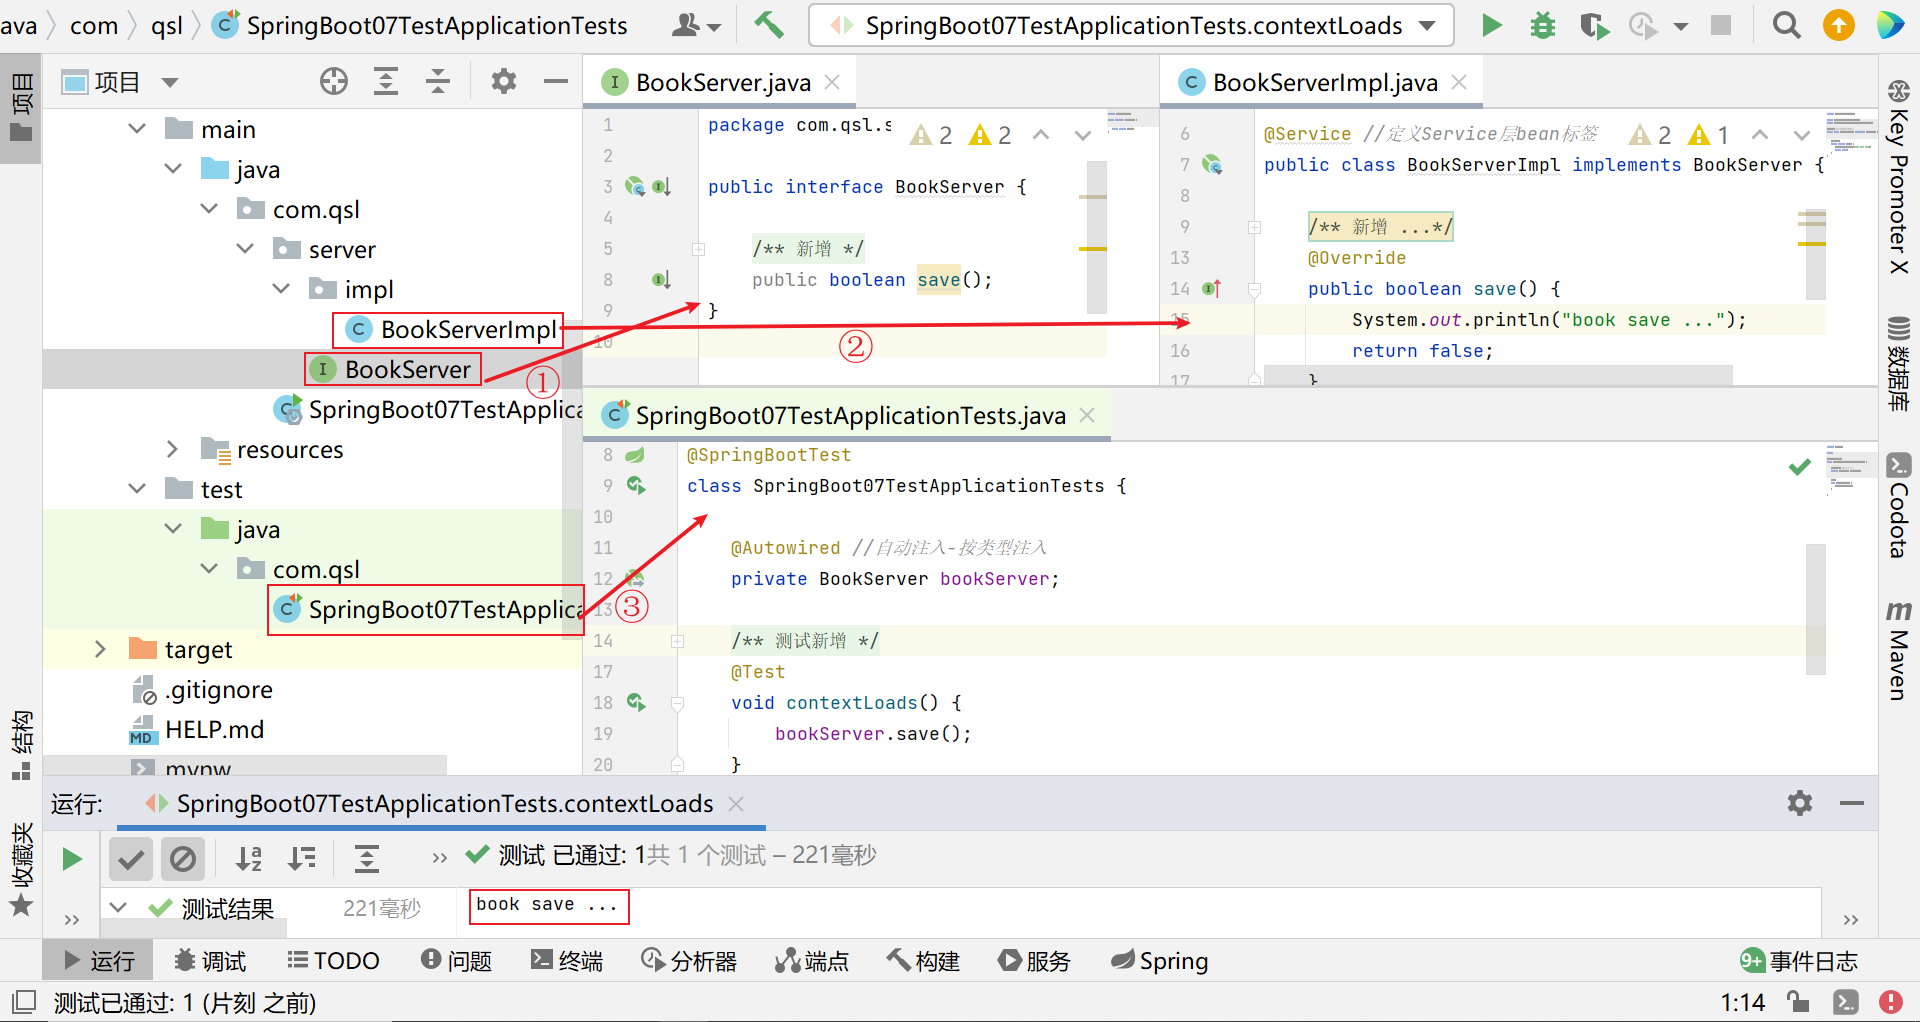 ava com qsl SpringBoot07TestApplicationTests SpringBoot07TestApplicationTests.contextLoads
项目
项目
main
java
com.qsl
server
impl
BookServerImpl
BookServer
①
SpringBoot07TestApplica
resources
test
java
com.qsl
SpringBoot07TestApplica
target
.gitignore
HELP.md
MD
mvnw
结构
收藏夹
BookServer.java
1 package com.qsl.s 2 2
2
3 public interface BookServer {
4
5 /** 新增 */
8 public boolean save();
9 }
10
②
BookServerImpl.java
6 @Service //定义Service层bean标签 2 1
7 public class BookServerImpl implements BookServer {
8
9 /** 新增 ...*/
13 @Override
14 public boolean save() {
15 System.out.println("book save ...");
16 return false;
17 }
SpringBoot07TestApplicationTests.java
8 @SpringBootTest
9 class SpringBoot07TestApplicationTests {
10
11 @Autowired //自动注入-按类型注入
12 private BookServer bookServer;
13
③
14 /** 测试新增 */
17 @Test
18 void contextLoads() {
19 bookServer.save();
20 }
Key Promoter X
数据库
Codota
Maven
运行: SpringBoot07TestApplicationTests.contextLoads
测试 已通过: 1共 1 个测试 – 221毫秒
测试结果 221毫秒 book save ...
运行 调试 TODO 问题 终端 分析器 端点 构建 服务 Spring 9+ 事件日志
测试已通过: 1 (片刻 之前) 1:14